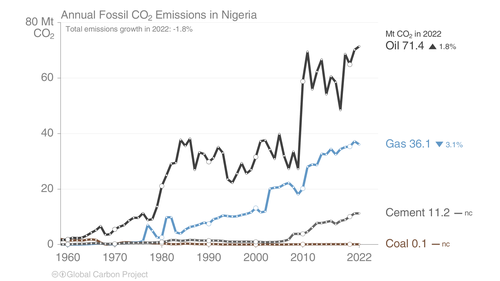 Annual Fossil CO₂ Emissions in Nigeria
80 Mt
CO₂
Total emissions growth in 2022: -1.8%
Mt CO₂ in 2022
Oil 71.4 ▲ 1.8%
60
40
Gas 36.1 ▼ 3.1%
20
Cement 11.2 — nc
0
Coal 0.1 — nc
1960 1970 1980 1990 2000 2010 2022
Global Carbon Project